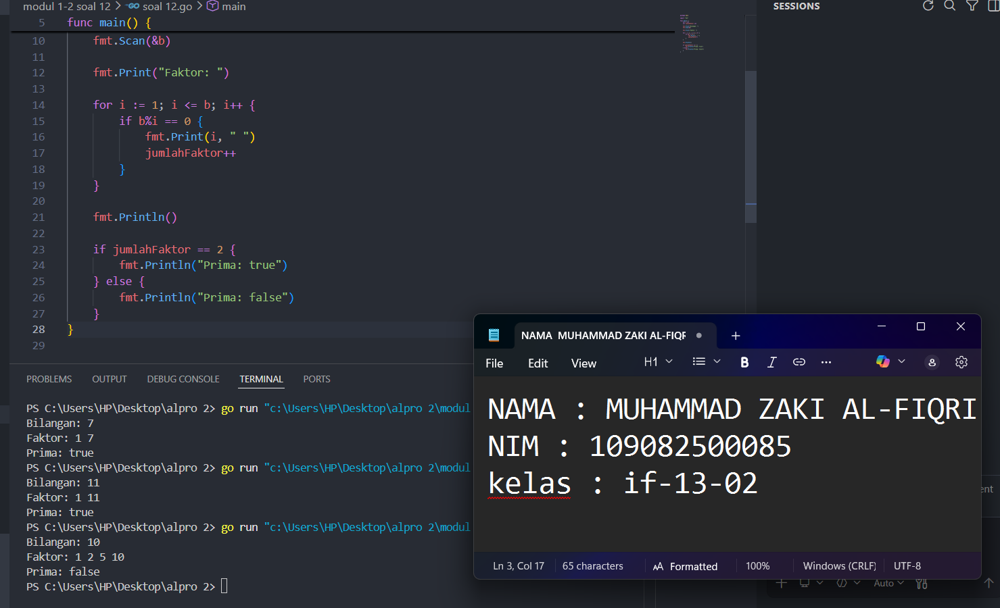 modul 1-2 soal 12 > soal 12.go > main
SESSIONS
5 func main() {
10 fmt.Scan(&b)
11
12 fmt.Print("Faktor: ")
13
14 for i := 1; i <= b; i++ {
15 if b%i == 0 {
16 fmt.Print(i, " ")
17 jumlahFaktor++
18 }
19 }
20
21 fmt.Println()
22
23 if jumlahFaktor == 2 {
24 fmt.Println("Prima: true")
25 } else {
26 fmt.Println("Prima: false")
27 }
28 }
29
PROBLEMS OUTPUT DEBUG CONSOLE TERMINAL PORTS
PS C:\Users\HP\Desktop\alpro 2> go run "c:\Users\HP\Desktop\alpro 2\modul
Bilangan: 7
Faktor: 1 7
Prima: true
PS C:\Users\HP\Desktop\alpro 2> go run "c:\Users\HP\Desktop\alpro 2\modul
Bilangan: 11
Faktor: 1 11
Prima: true
PS C:\Users\HP\Desktop\alpro 2> go run "c:\Users\HP\Desktop\alpro 2\modul
Bilangan: 10
Faktor: 1 2 5 10
Prima: false
PS C:\Users\HP\Desktop\alpro 2>
NAMA MUHAMMAD ZAKI AL-FIQR
File Edit View H1
NAMA : MUHAMMAD ZAKI AL-FIQRI
NIM : 109082500085
kelas : if-13-02
Ln 3, Col 17 65 characters Formatted 100% Windows (CRLF) UTF-8
Auto